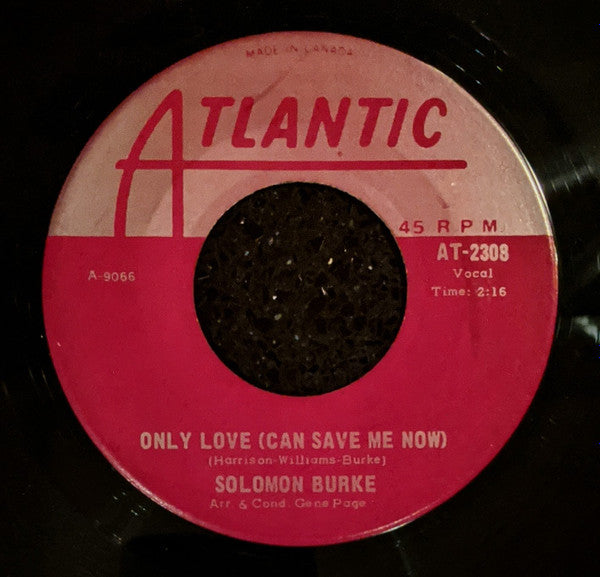 MADE IN CANADA
ATLANTIC
45 RPM
AT-2308
A-9066
Vocal
Time: 2:16
ONLY LOVE (CAN SAVE ME NOW)
(Harrison-Williams-Burke)
SOLOMON BURKE
Arr. & Cond. Gene Page